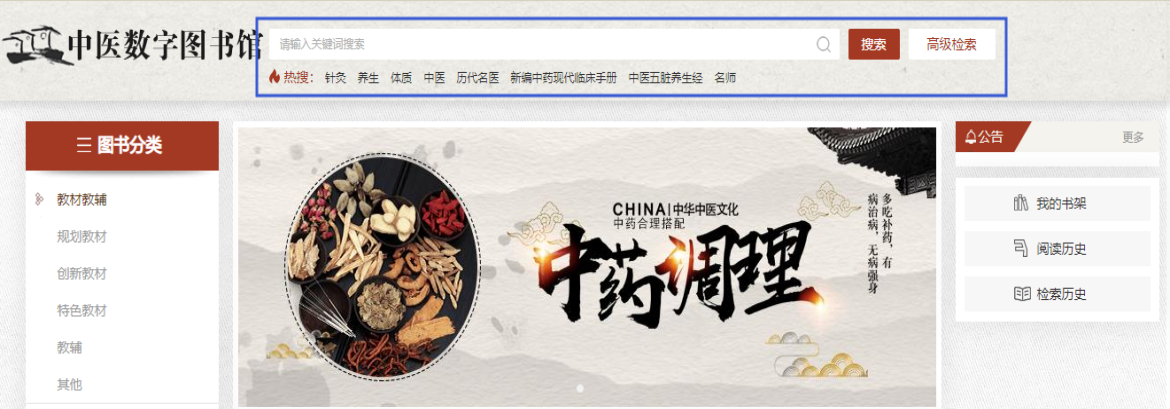 中医数字图书馆
请输入关键词搜索
搜索
高级检索
热搜： 针灸 养生 体质 中医 历代名医 新编中药现代临床手册 中医五脏养生经 名师
图书分类
教材教辅
规划教材
创新教材
特色教材
教辅
其他
CHINA|中华中医文化
中药合理搭配
中药调理
多吃补药，有
病治病，无病强身
公告
更多
我的书架
阅读历史
检索历史